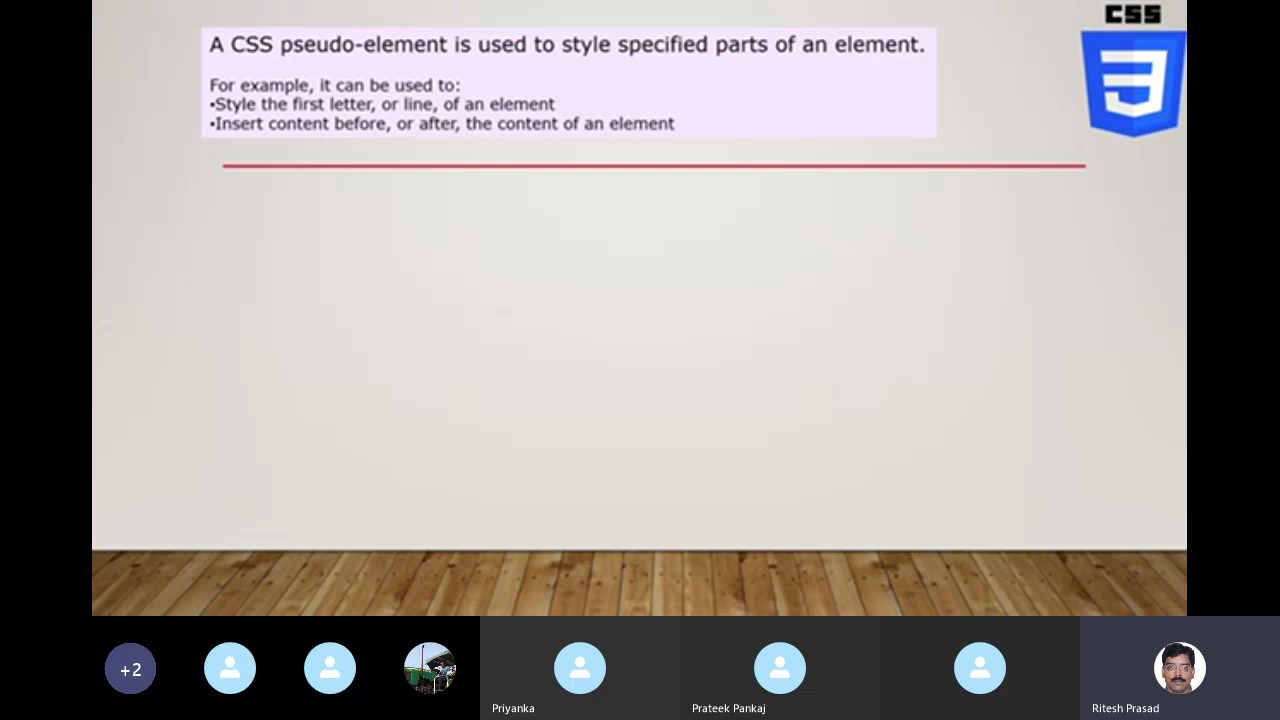 CSS
A CSS pseudo-element is used to style specified parts of an element.
For example, it can be used to:
•Style the first letter, or line, of an element
•Insert content before, or after, the content of an element
+2
Priyanka
Prateek Pankaj
Ritesh Prasad